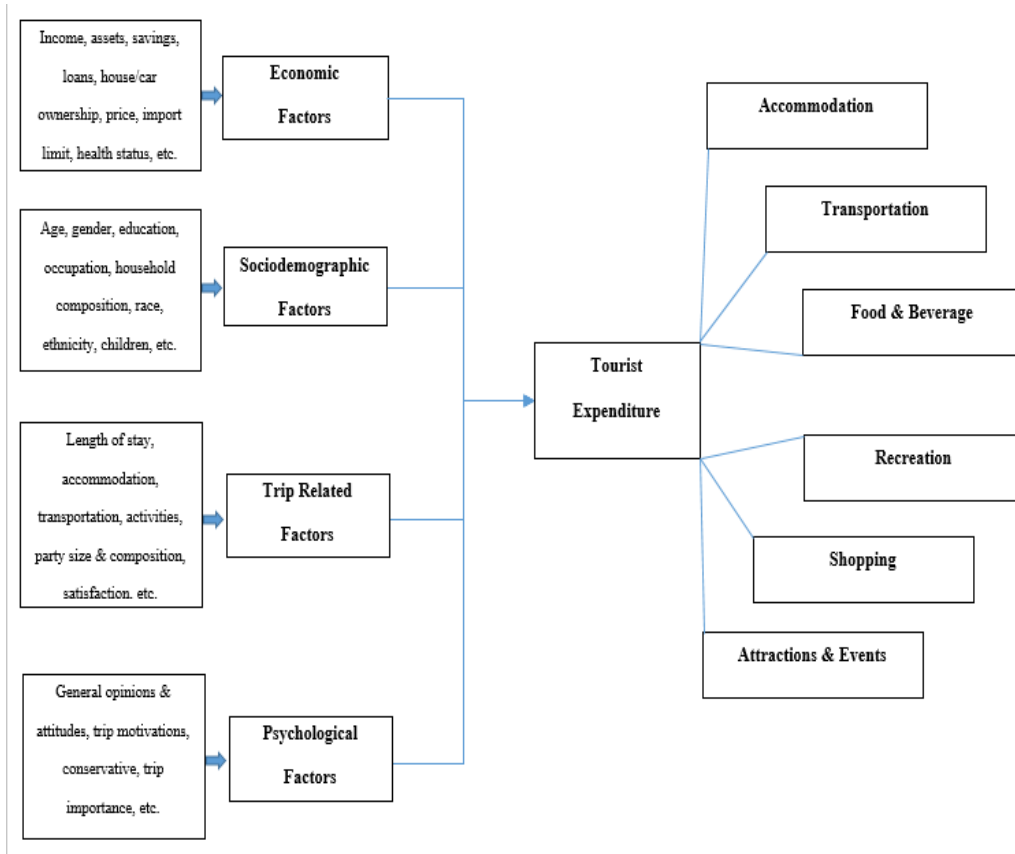 Income, assets, savings,
loans, house/car
ownership, price, import
limit, health status, etc.
Economic
Factors
Age, gender, education,
occupation, household
composition, race,
ethnicity, children, etc.
Sociodemographic
Factors
Length of stay,
accommodation,
transportation, activities,
party size & composition,
satisfaction. etc.
Trip Related
Factors
General opinions &
attitudes, trip motivations,
conservative, trip
importance, etc.
Psychological
Factors
Tourist
Expenditure
Accommodation
Transportation
Food & Beverage
Recreation
Shopping
Attractions & Events